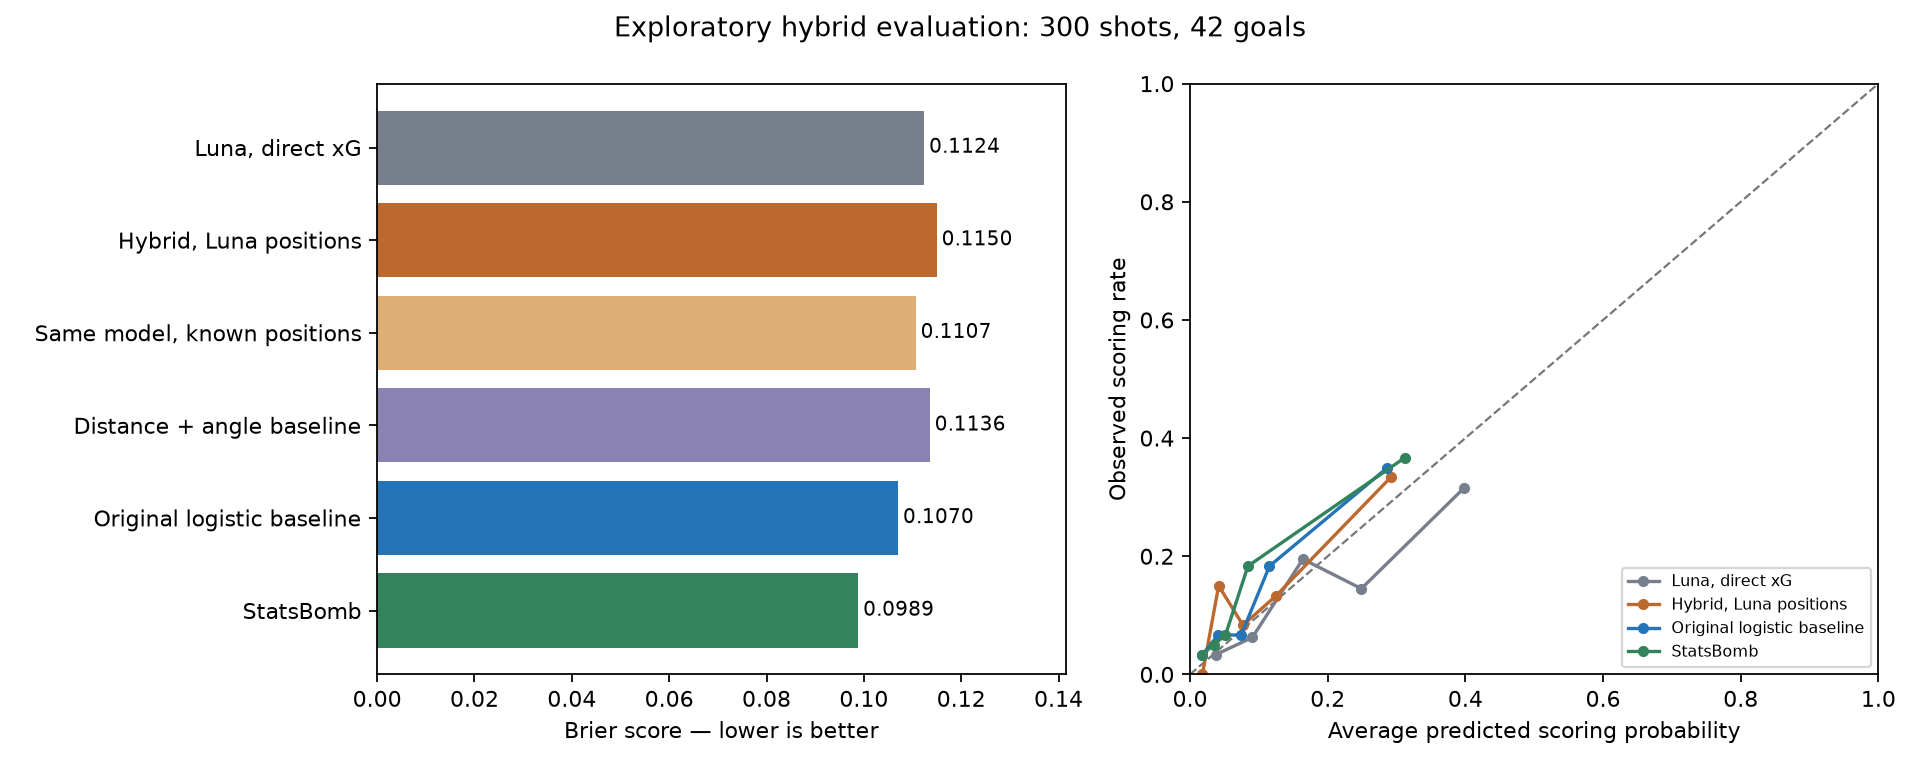 Exploratory hybrid evaluation: 300 shots, 42 goals
Luna, direct xG
0.1124
Hybrid, Luna positions
0.1150
Same model, known positions
0.1107
Distance + angle baseline
0.1136
Original logistic baseline
0.1070
StatsBomb
0.0989
0.00 0.02 0.04 0.06 0.08 0.10 0.12 0.14
Brier score — lower is better
Observed scoring rate
1.0
0.8
0.6
0.4
0.2
0.0
Luna, direct xG
Hybrid, Luna positions
Original logistic baseline
StatsBomb
0.0 0.2 0.4 0.6 0.8 1.0
Average predicted scoring probability